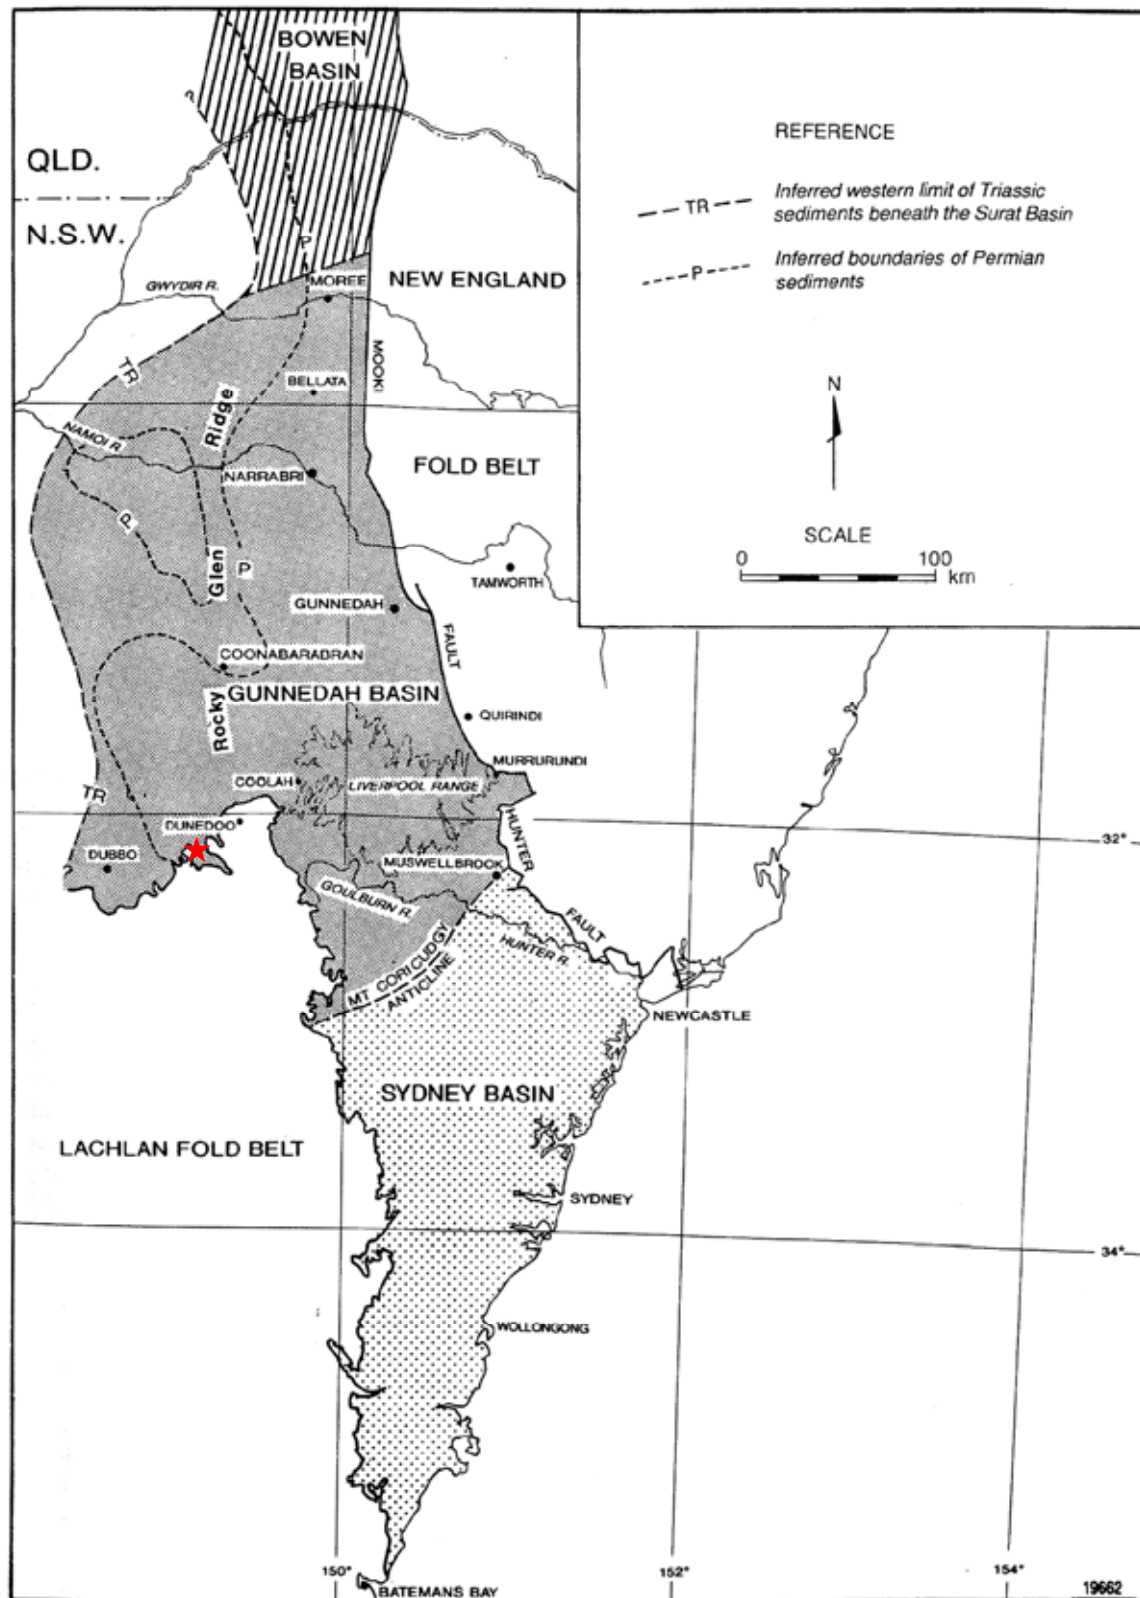 BOWEN
BASIN
QLD.
N.S.W.
REFERENCE
TR
Inferred western limit of Triassic
sediments beneath the Surat Basin
P
Inferred boundaries of Permian
sediments
N
SCALE
0 100
km
P
GWYDIR R.
MOREE
NEW ENGLAND
MOOKI
TR
BELLATA
Ridge
NAMOI R.
NARRABRI
FOLD BELT
P
Glen
P
TAMWORTH
GUNNEDAH
FAULT
COONABARABRAN
GUNNEDAH BASIN
Rocky
QUIRINDI
MURRURUNDI
COOLAH
LIVERPOOL RANGE
TR
DUNEDOO
HUNTER
32°
DUBBO
MUSWELLBROOK
GOULBURN R.
FAULT
MT CORICUDGY
ANTICLINE
HUNTER R.
NEWCASTLE
SYDNEY BASIN
LACHLAN FOLD BELT
SYDNEY
34°
WOLLONGONG
150° 152° 154°
BATEMANS BAY
19662